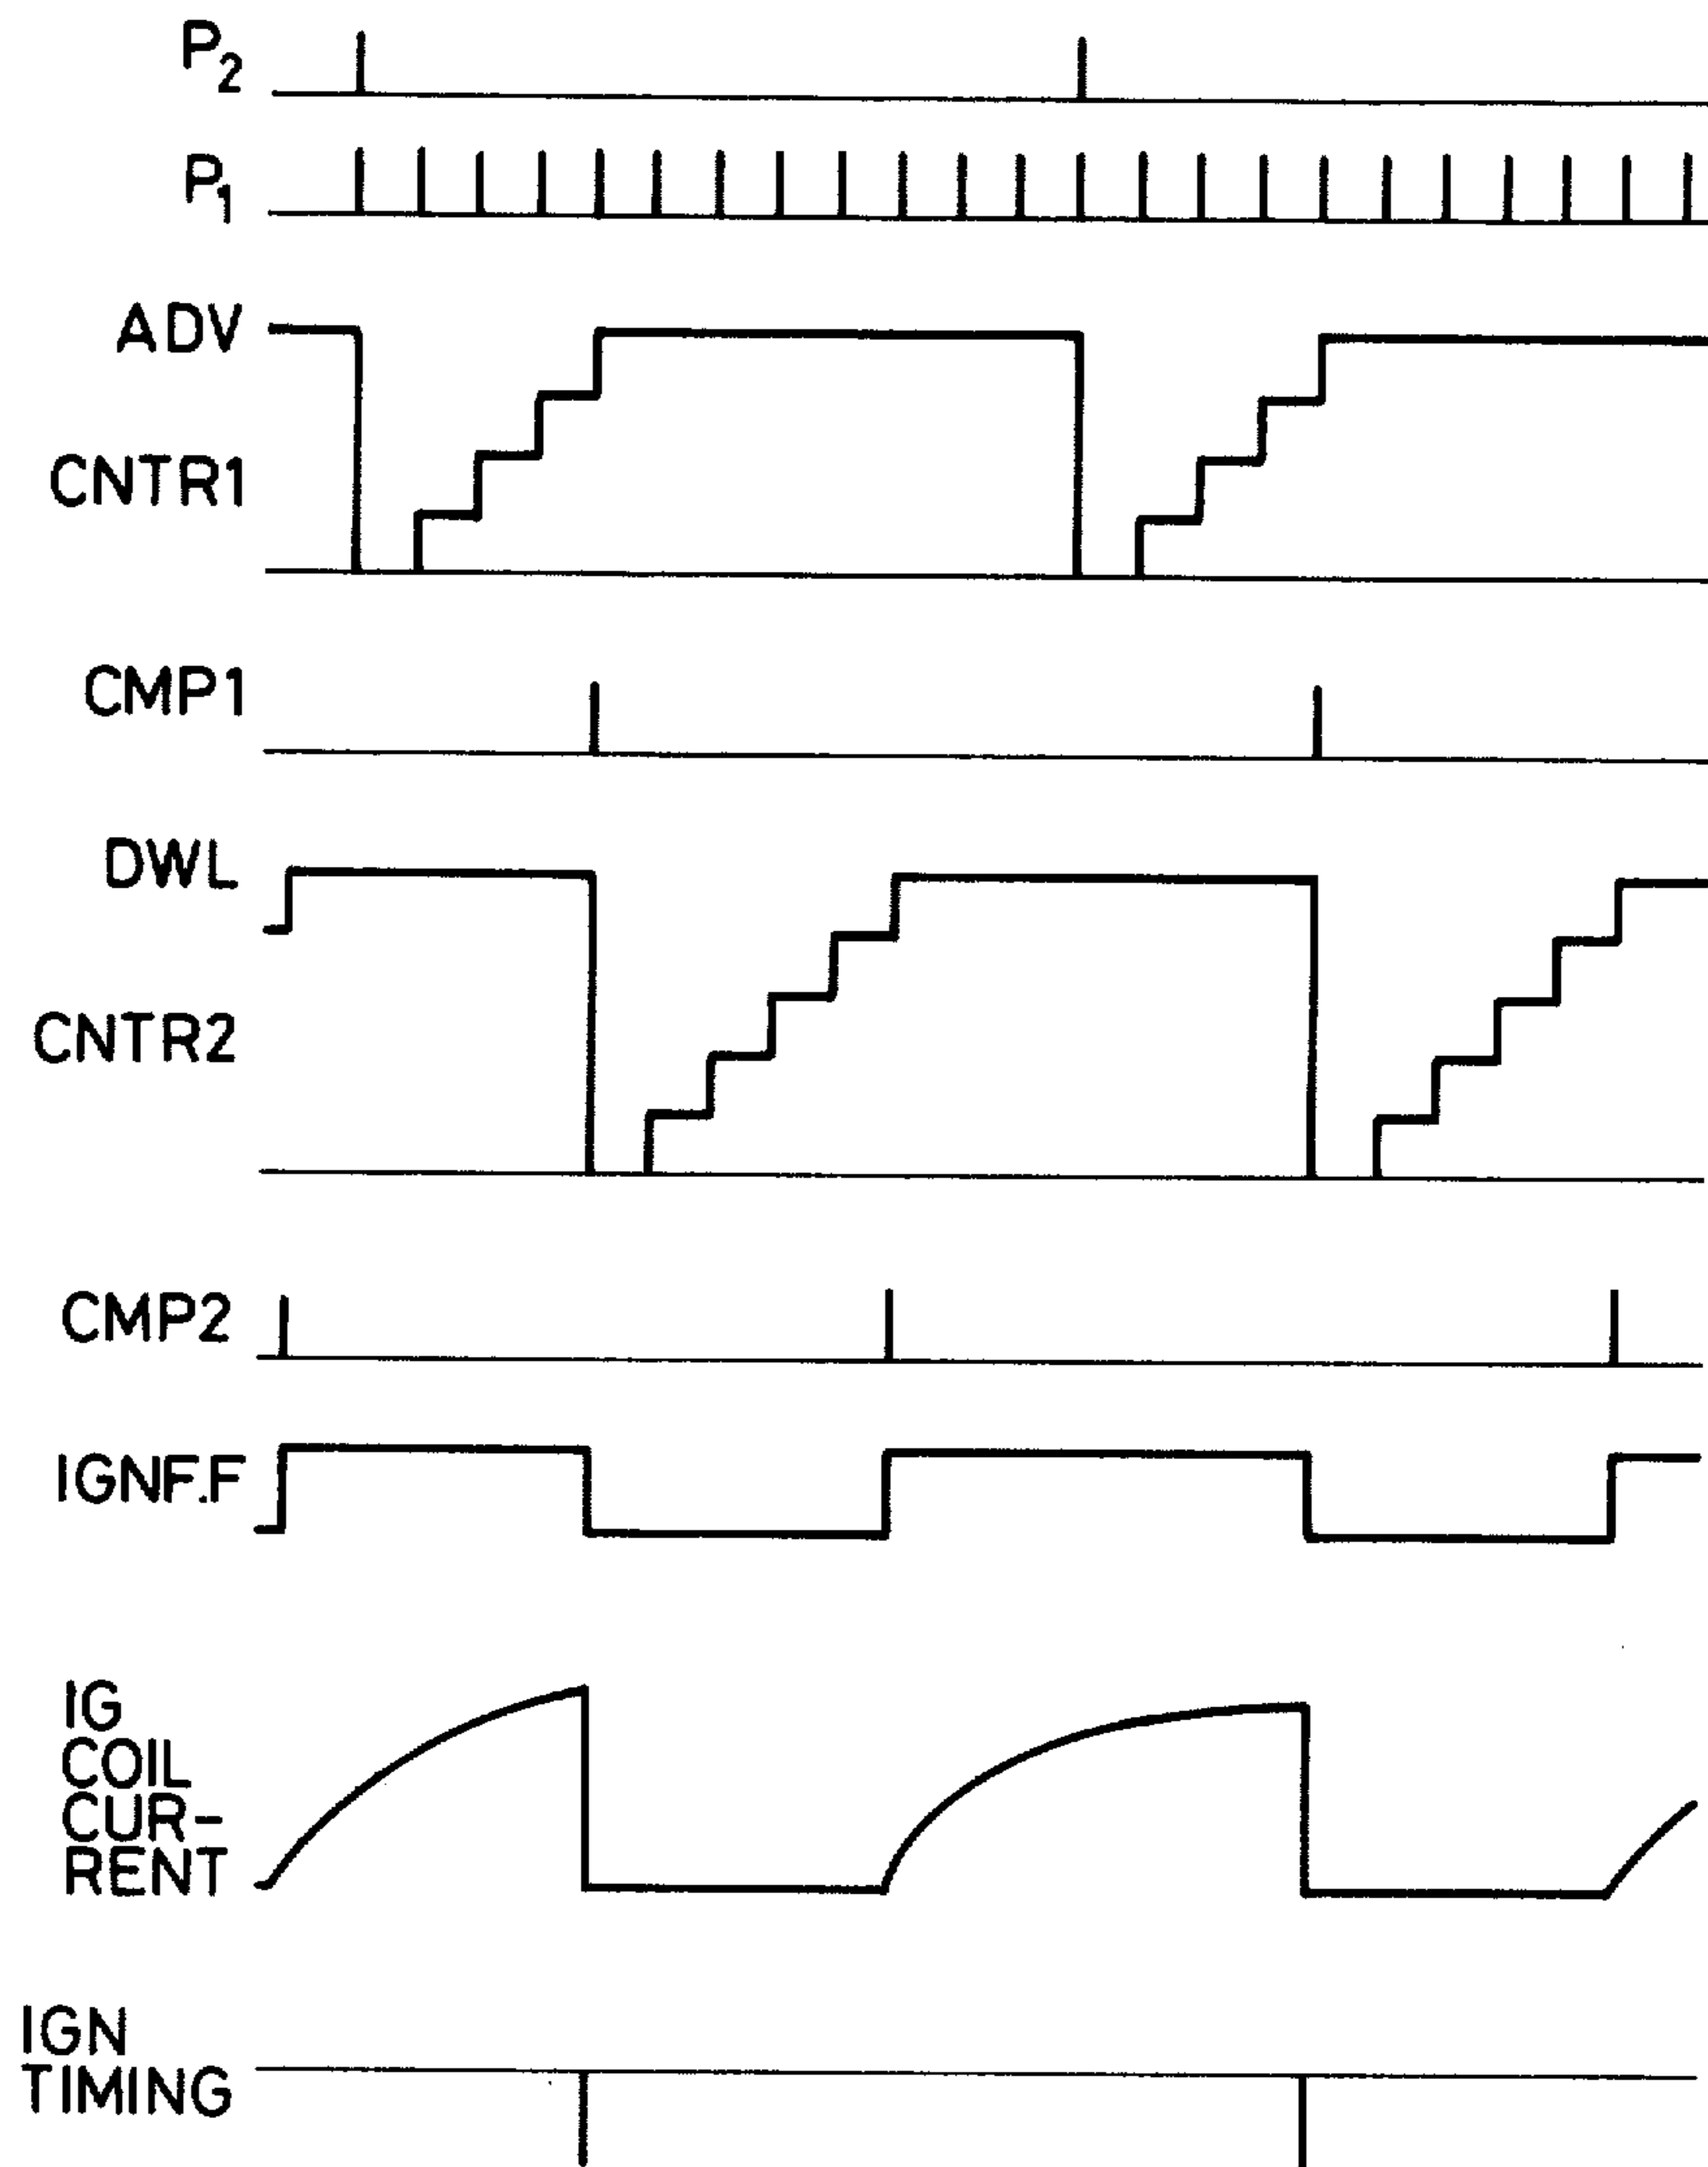 P2
P1
ADV
CNTR1
CMP1
DWL
CNTR2
CMP2
IGNF.F
IG
COIL
CUR-
RENT
IGN
TIMING